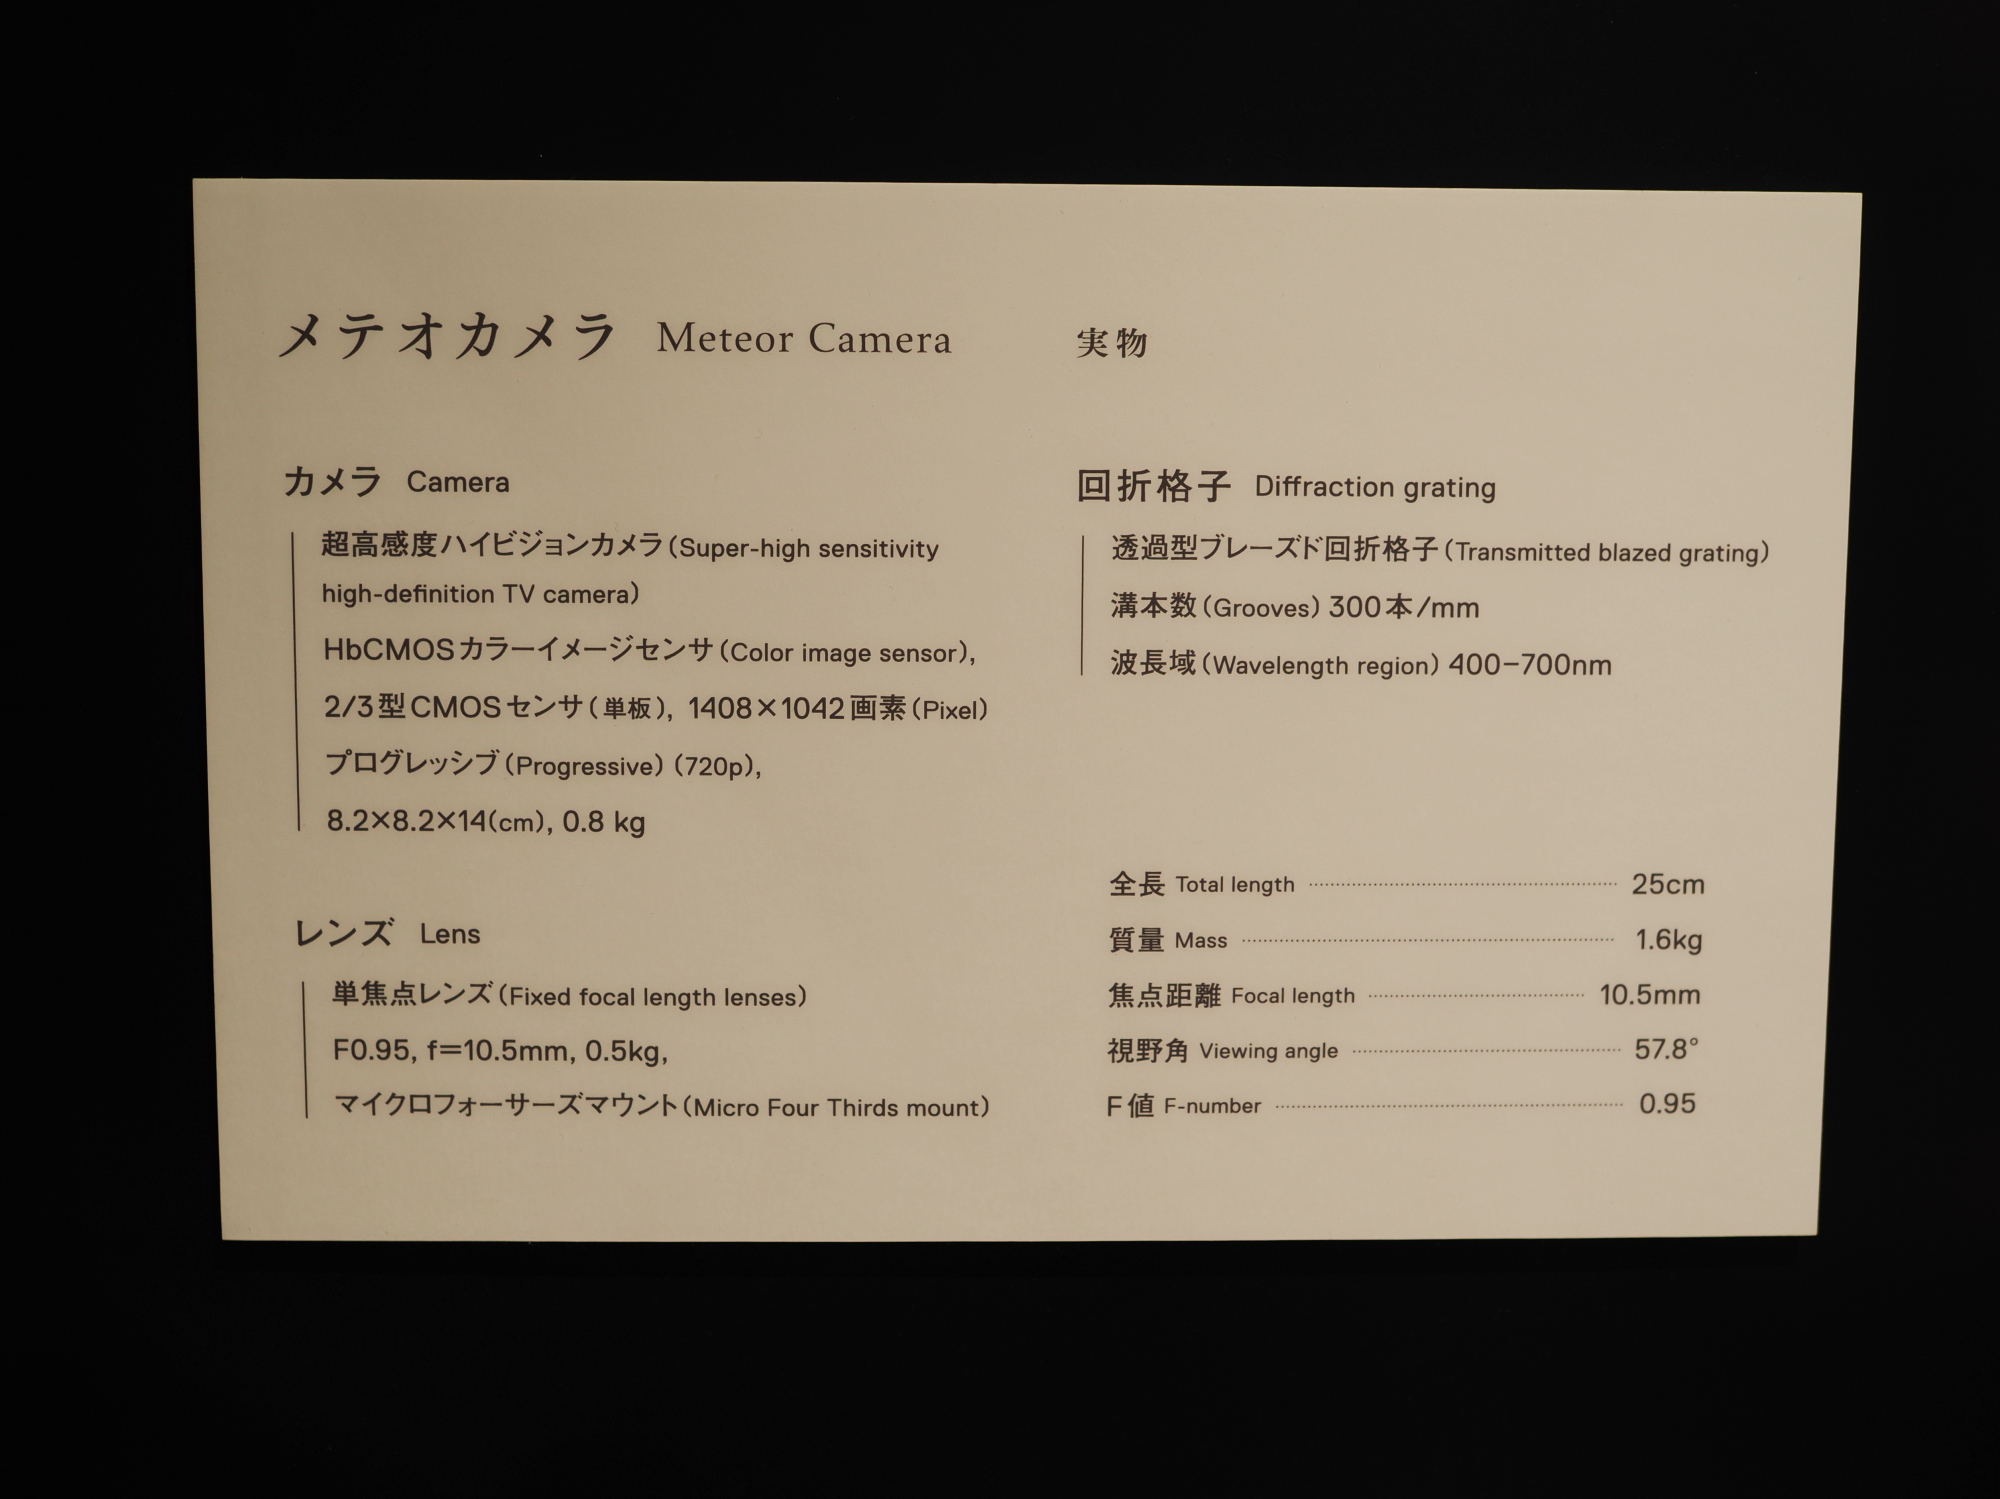 メテオカメラ Meteor Camera 実物
カメラ Camera
超高感度ハイビジョンカメラ(Super-high sensitivity
high-definition TV camera)
HbCMOSカラーイメージセンサ(Color image sensor),
2/3型CMOSセンサ(単板), 1408×1042画素(Pixel)
プログレッシブ(Progressive) (720p),
8.2×8.2×14(cm), 0.8 kg
レンズ Lens
単焦点レンズ(Fixed focal length lenses)
F0.95, f=10.5mm, 0.5kg,
マイクロフォーサーズマウント(Micro Four Thirds mount)
回折格子 Diffraction grating
透過型ブレーズド回折格子(Transmitted blazed grating)
溝本数(Grooves) 300本/mm
波長域(Wavelength region) 400−700nm
全長 Total length 25cm
質量 Mass 1.6kg
焦点距離 Focal length 10.5mm
視野角 Viewing angle 57.8°
F値 F-number 0.95